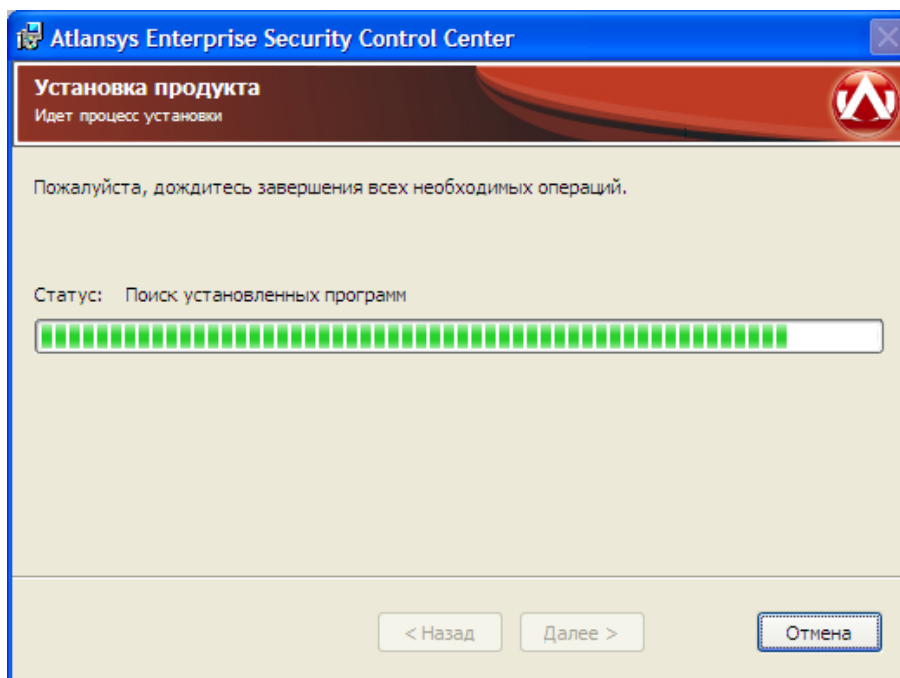 Atlansys Enterprise Security Control Center
Установка продукта
Идет процесс установки
Пожалуйста, дождитесь завершения всех необходимых операций.
Статус: Поиск установленных программ
< Назад Далее > Отмена